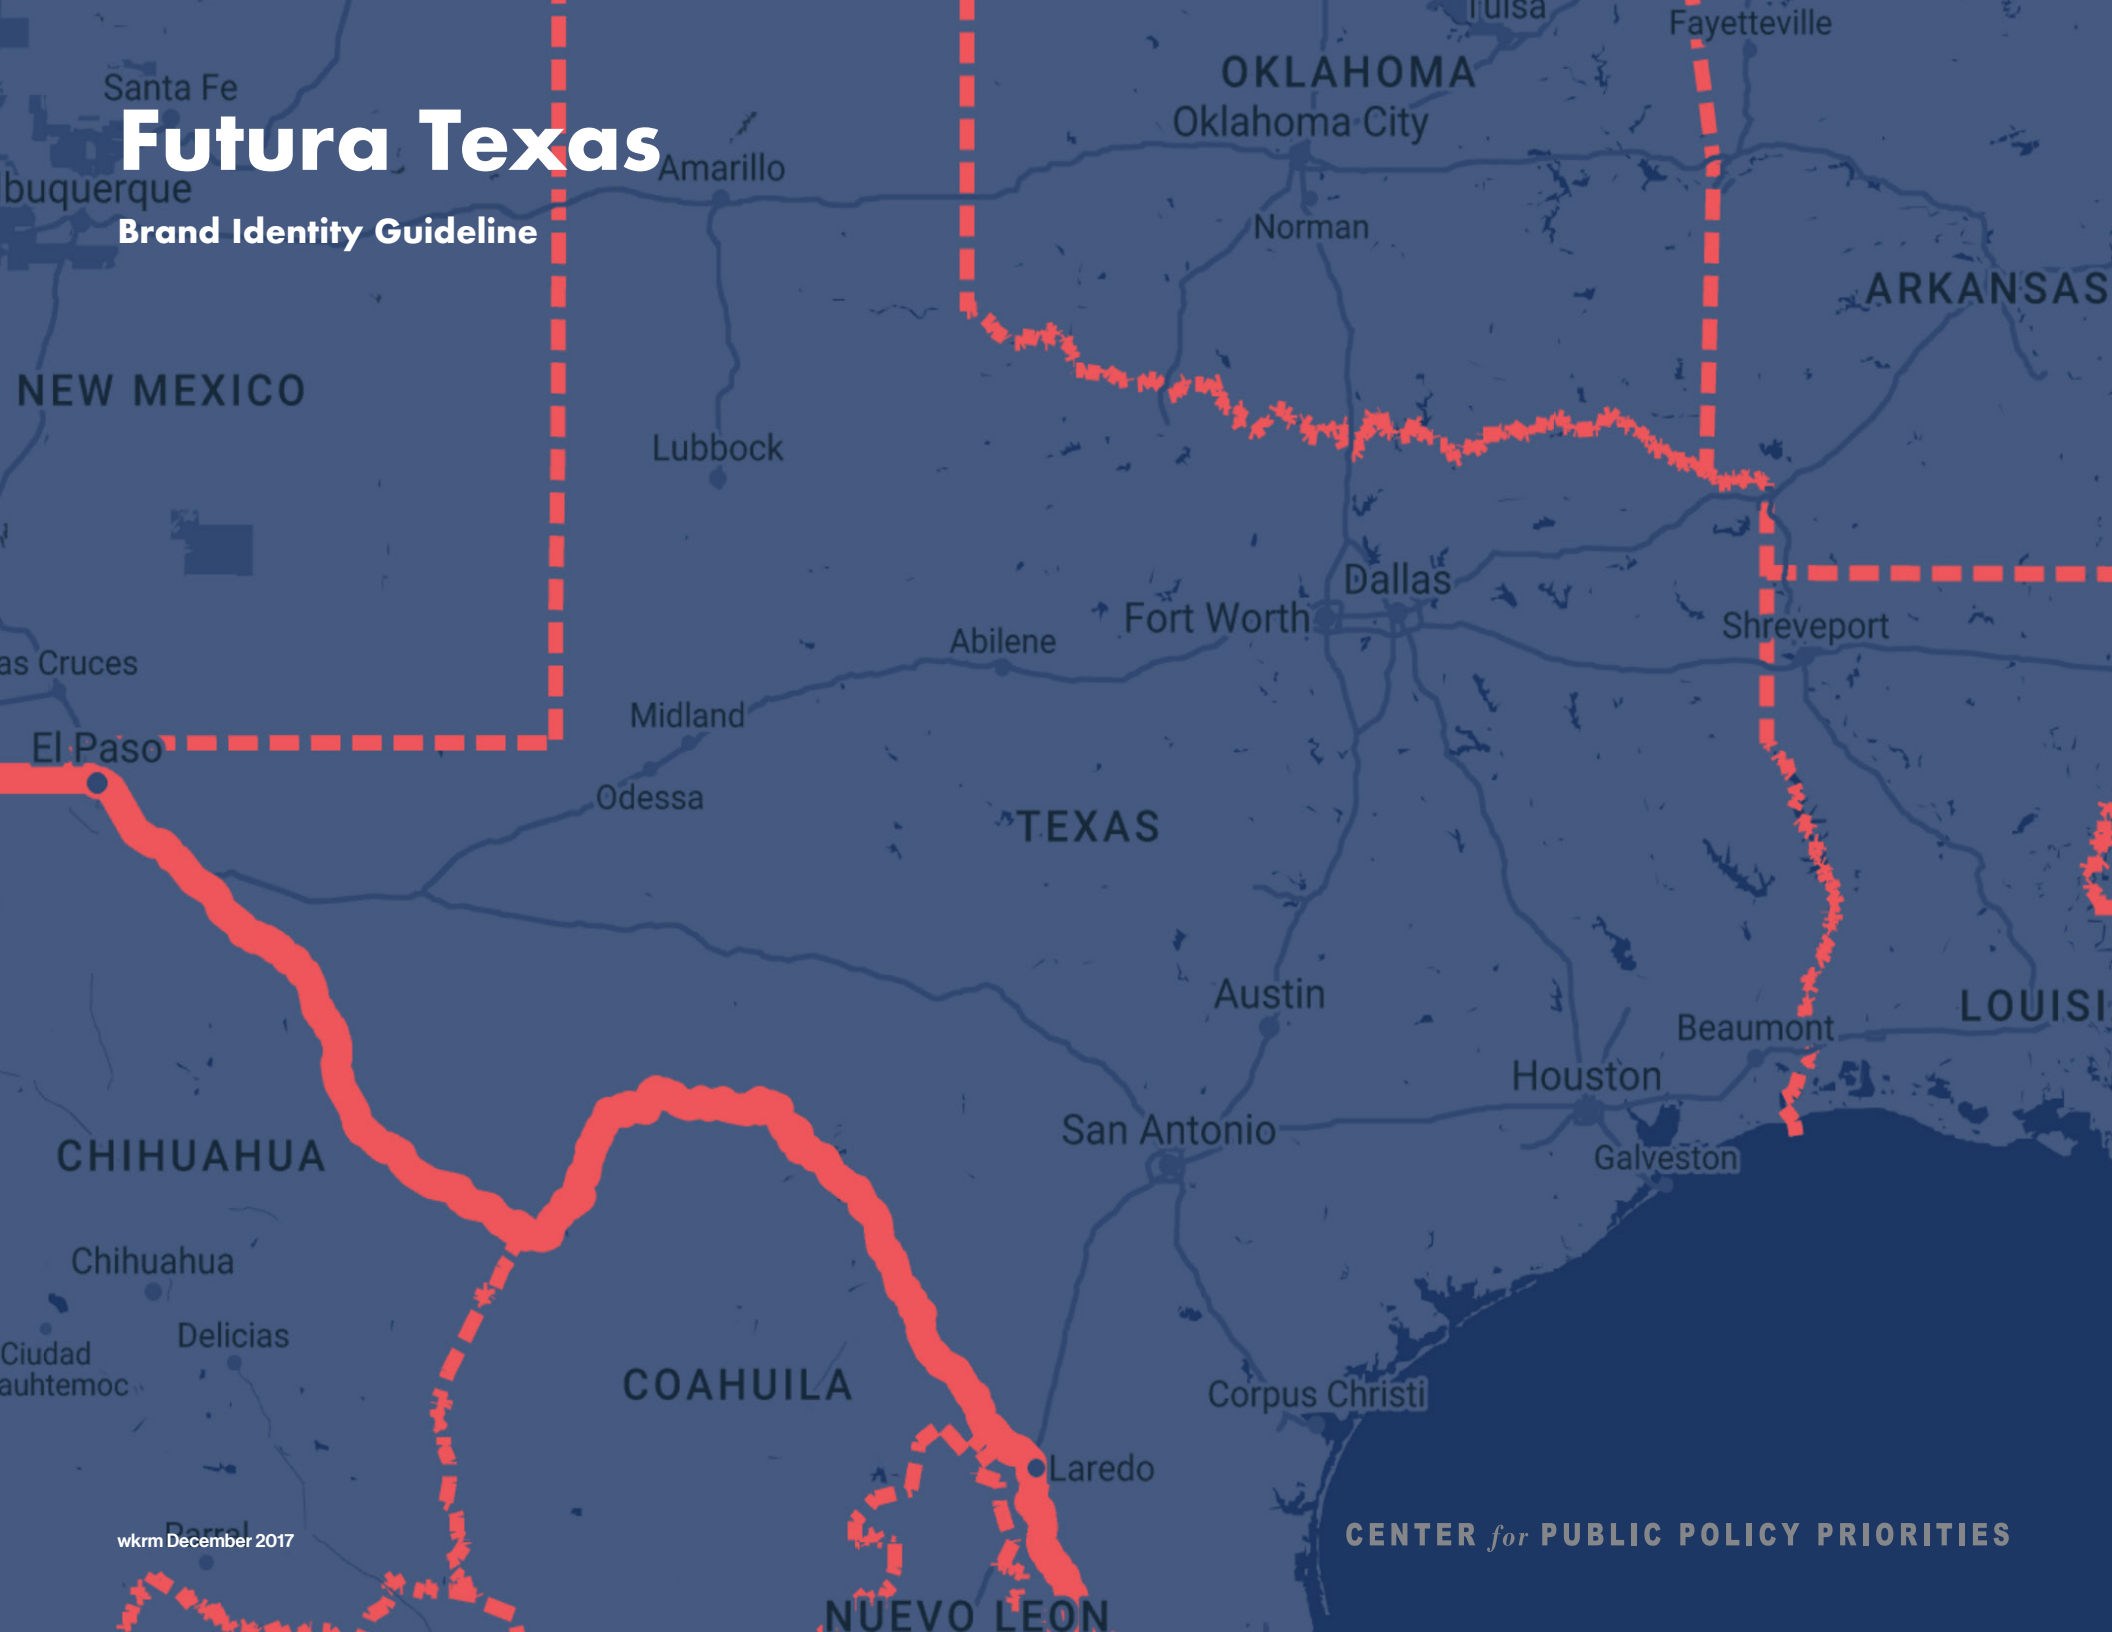 Tulsa
Fayetteville
OKLAHOMA
Santa Fe
Oklahoma City
Futura Texas
Amarillo
buquerque
Norman
Brand Identity Guideline
ARKANSAS
NEW MEXICO
Lubbock
Dallas
Fort Worth
Shreveport
Abilene
as Cruces
Midland
El Paso
Odessa
TEXAS
Austin
LOUISI
Beaumont
Houston
San Antonio
CHIHUAHUA
Galveston
Chihuahua
Delicias
Ciudad
auhtemoc
COAHUILA
Corpus Christi
Laredo
Parral
wkrm December 2017
CENTER for PUBLIC POLICY PRIORITIES
NUEVO LEON